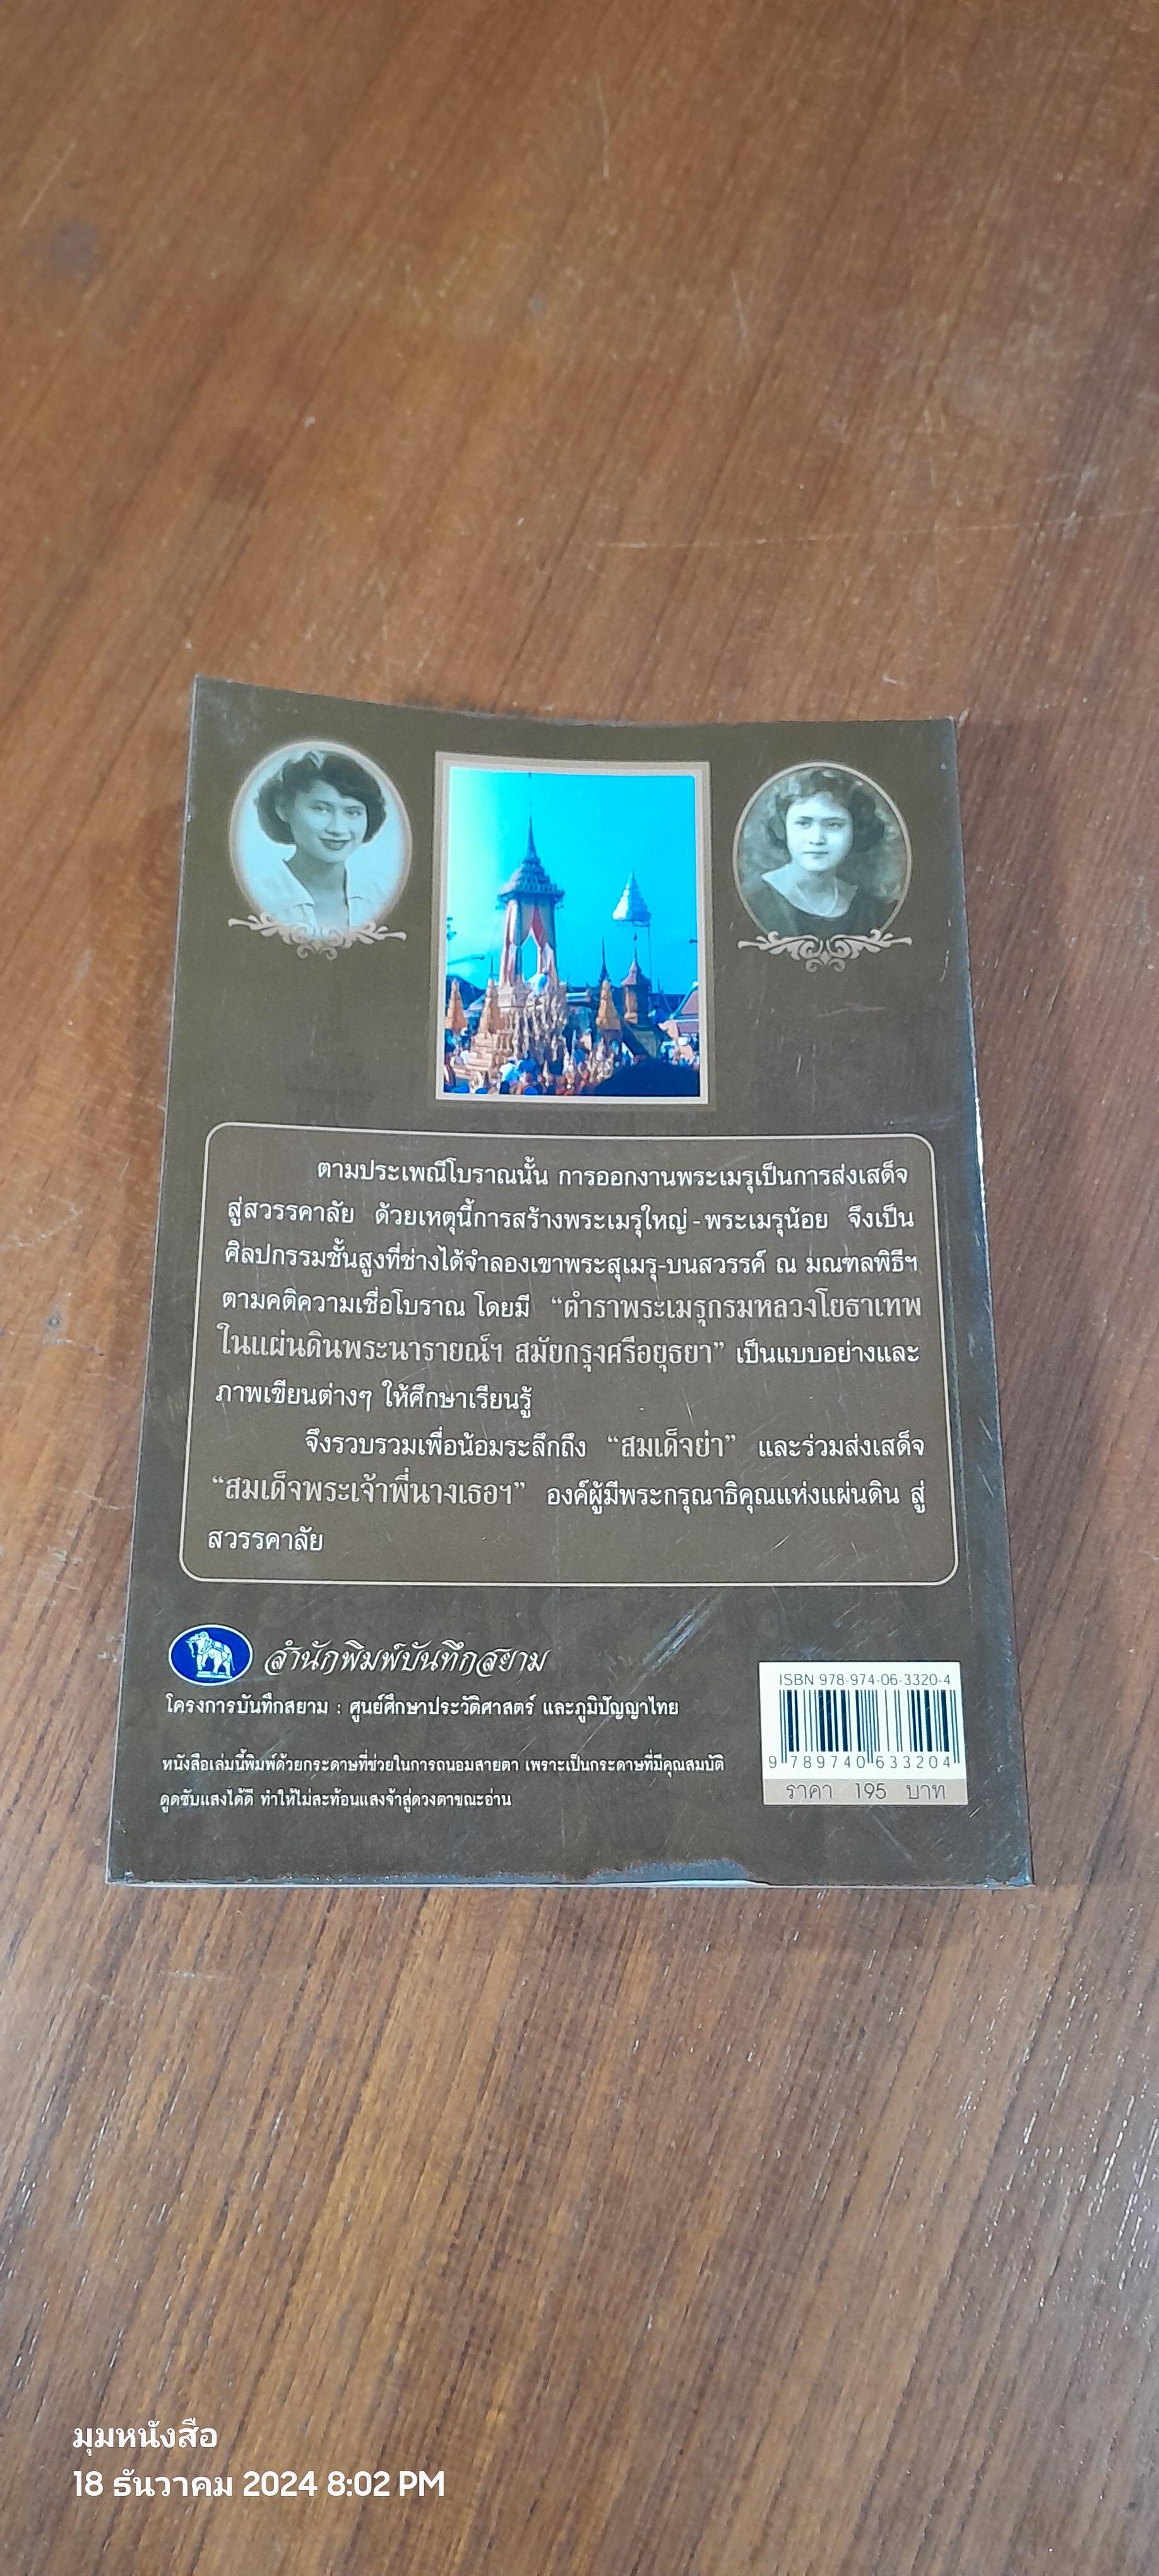 ตามประเพณีโบราณนั้น การออกงานพระเมรุเป็นการส่งเสด็จ
สู่สวรรคาลัย ด้วยเหตุนี้การสร้างพระเมรุใหญ่ - พระเมรุน้อย จึงเป็น
ศิลปกรรมชั้นสูงที่ช่างได้จำลองเขาพระสุเมรุ-บนสวรรค์ ณ มณฑลพิธีฯ
ตามคติความเชื่อโบราณ โดยมี “ตำราพระเมรุกรมหลวงโยธาเทพ
ในแผ่นดินพระนารายณ์ฯ สมัยกรุงศรีอยุธยา” เป็นแบบอย่างและ
ภาพเขียนต่างๆ ให้ศึกษาเรียนรู้
จึงรวบรวมเพื่อน้อมระลึกถึง “สมเด็จย่า” และร่วมส่งเสด็จ
“สมเด็จพระเจ้าพี่นางเธอฯ” องค์ผู้มีพระกรุณาธิคุณแห่งแผ่นดิน สู่
สวรรคาลัย
สำนักพิมพ์บันทึกสยาม
โครงการบันทึกสยาม : ศูนย์ศึกษาประวัติศาสตร์ และภูมิปัญญาไทย
หนังสือเล่มนี้พิมพ์ด้วยกระดาษที่ช่วยในการถนอมสายตา เพราะเป็นกระดาษที่มีคุณสมบัติ
ดูดซับแสงได้ดี ทำให้ไม่สะท้อนแสงจ้าสู่ดวงตาขณะอ่าน
ISBN 978-974-06-3320-4
9 789740 633204
ราคา 195 บาท
มุมหนังสือ
18 ธันวาคม 2024 8:02 PM